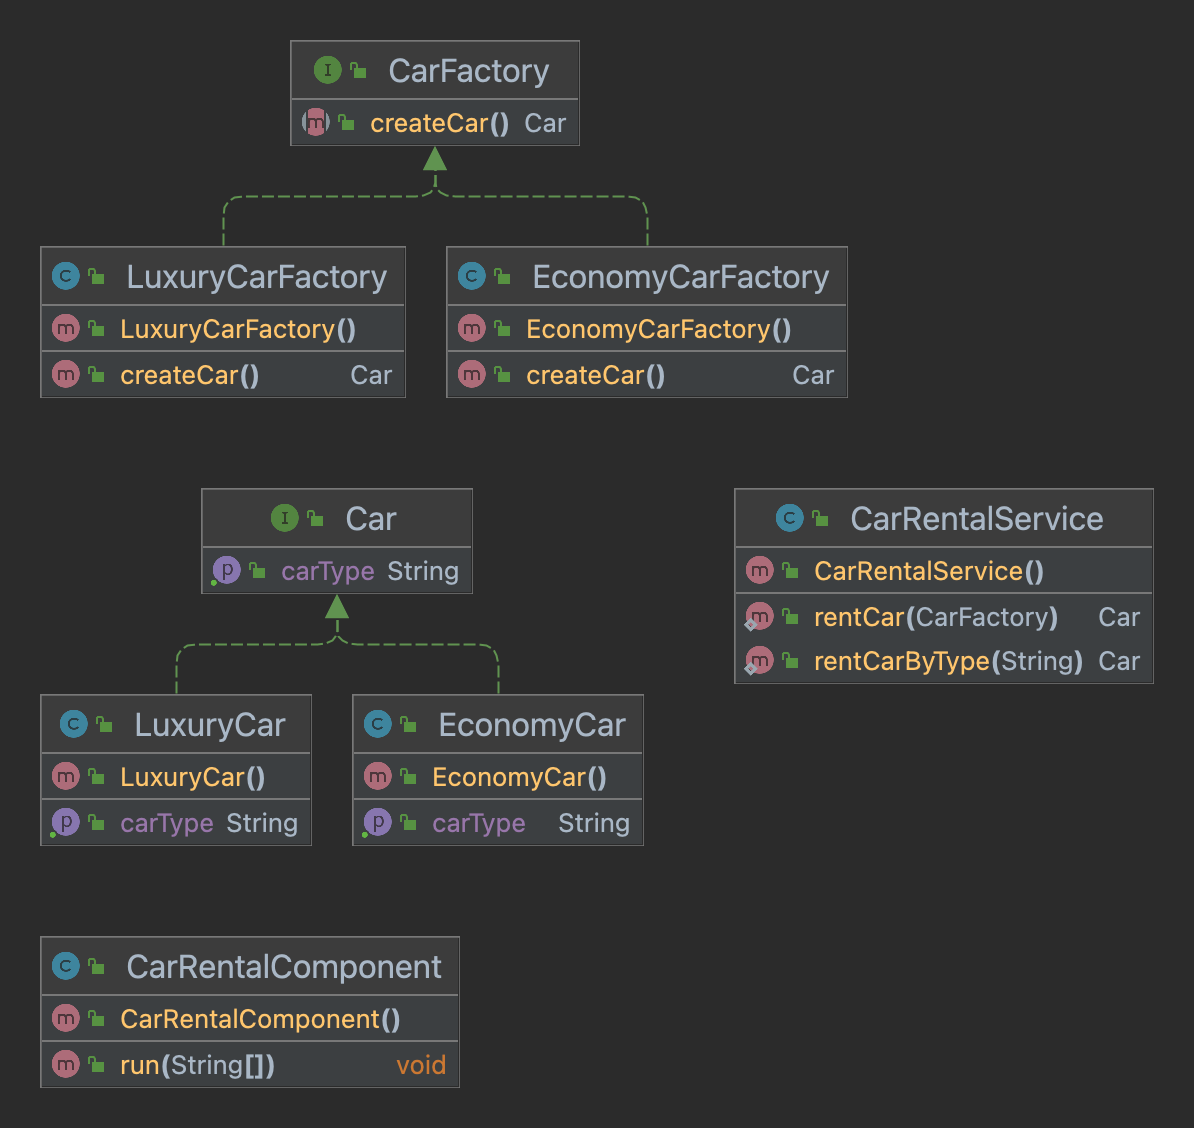 CarFactory
createCar() Car
LuxuryCarFactory
LuxuryCarFactory()
createCar() Car
EconomyCarFactory
EconomyCarFactory()
createCar() Car
Car
carType String
CarRentalService
CarRentalService()
rentCar(CarFactory) Car
rentCarByType(String) Car
LuxuryCar
LuxuryCar()
carType String
EconomyCar
EconomyCar()
carType String
CarRentalComponent
CarRentalComponent()
run(String[]) void